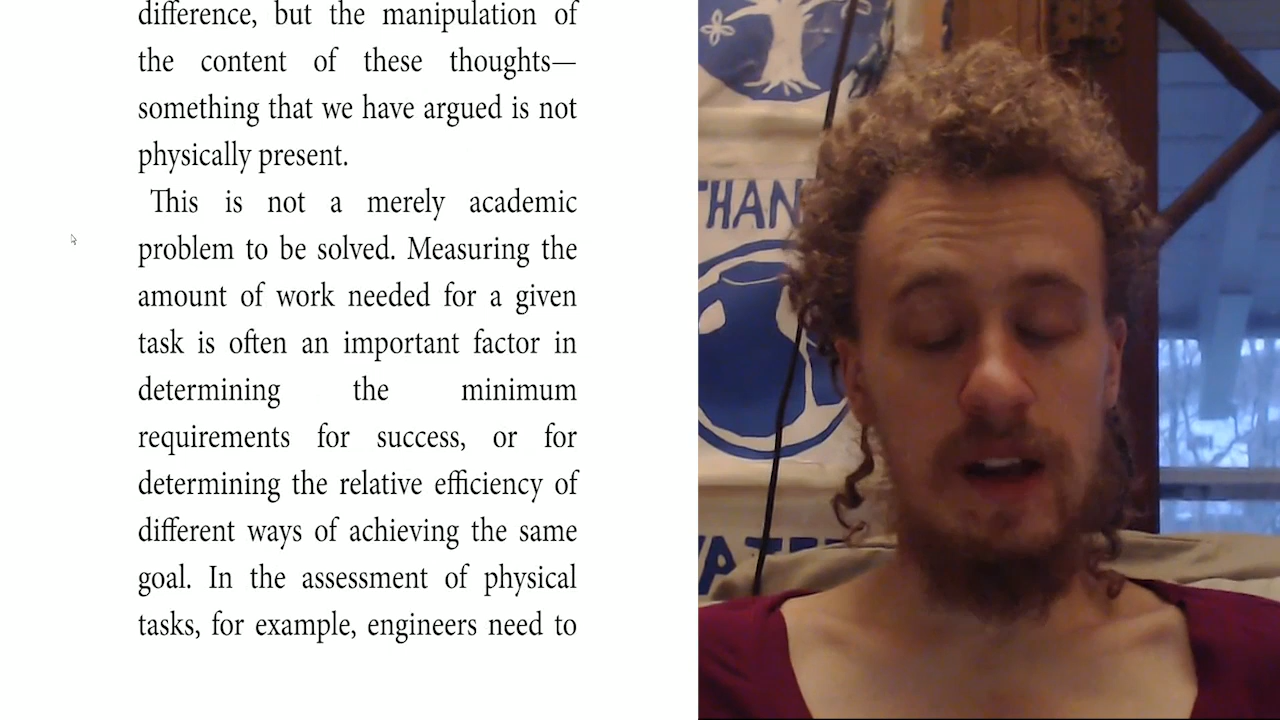 difference, but the manipulation of
the content of these thoughts—
something that we have argued is not
physically present.
This is not a merely academic
problem to be solved. Measuring the
amount of work needed for a given
task is often an important factor in
determining the minimum
requirements for success, or for
determining the relative efficiency of
different ways of achieving the same
goal. In the assessment of physical
tasks, for example, engineers need to
THAN